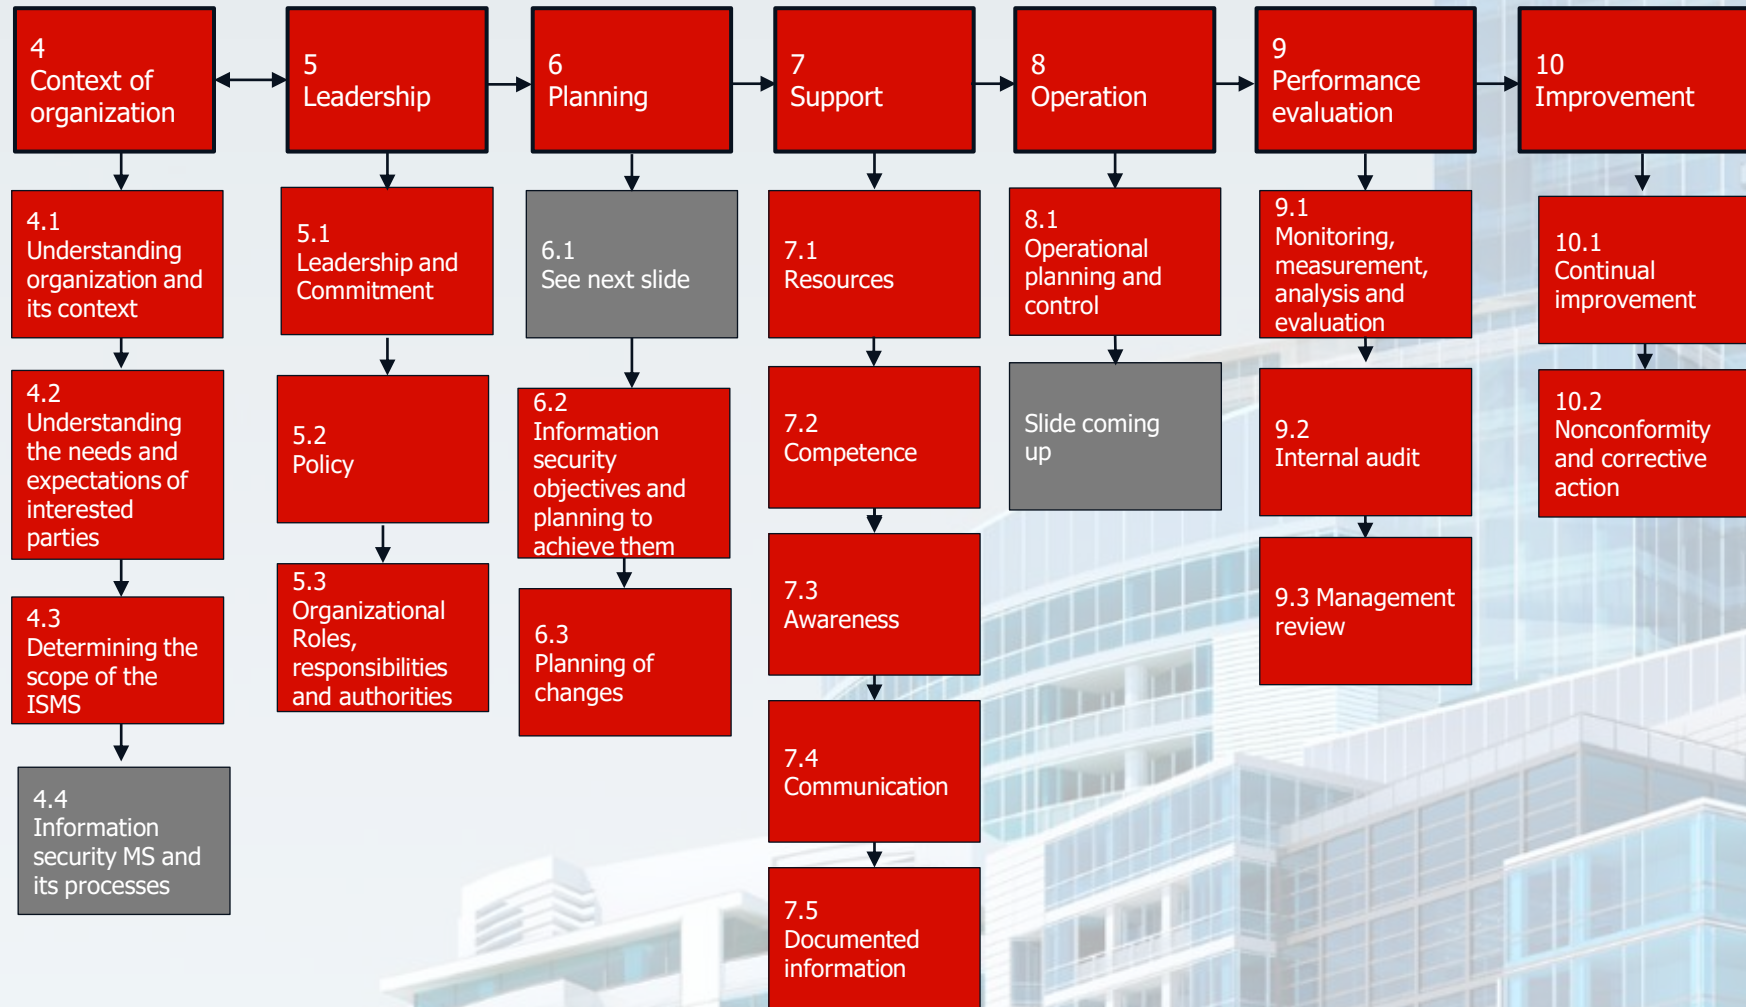 4
Context of
organization
5
Leadership
6
Planning
7
Support
8
Operation
9
Performance
evaluation
10
Improvement
4.1
Understanding
organization and
its context
4.2
Understanding
the needs and
expectations of
interested
parties
4.3
Determining the
scope of the
ISMS
4.4
Information
security MS and
its processes
5.1
Leadership and
Commitment
5.2
Policy
5.3
Organizational
Roles,
responsibilities
and authorities
6.1
See next slide
6.2
Information
security
objectives and
planning to
achieve them
6.3
Planning of
changes
7.1
Resources
7.2
Competence
7.3
Awareness
7.4
Communication
7.5
Documented
information
8.1
Operational
planning and
control
Slide coming
up
9.1
Monitoring,
measurement,
analysis and
evaluation
9.2
Internal audit
9.3 Management
review
10.1
Continual
improvement
10.2
Nonconformity
and corrective
action